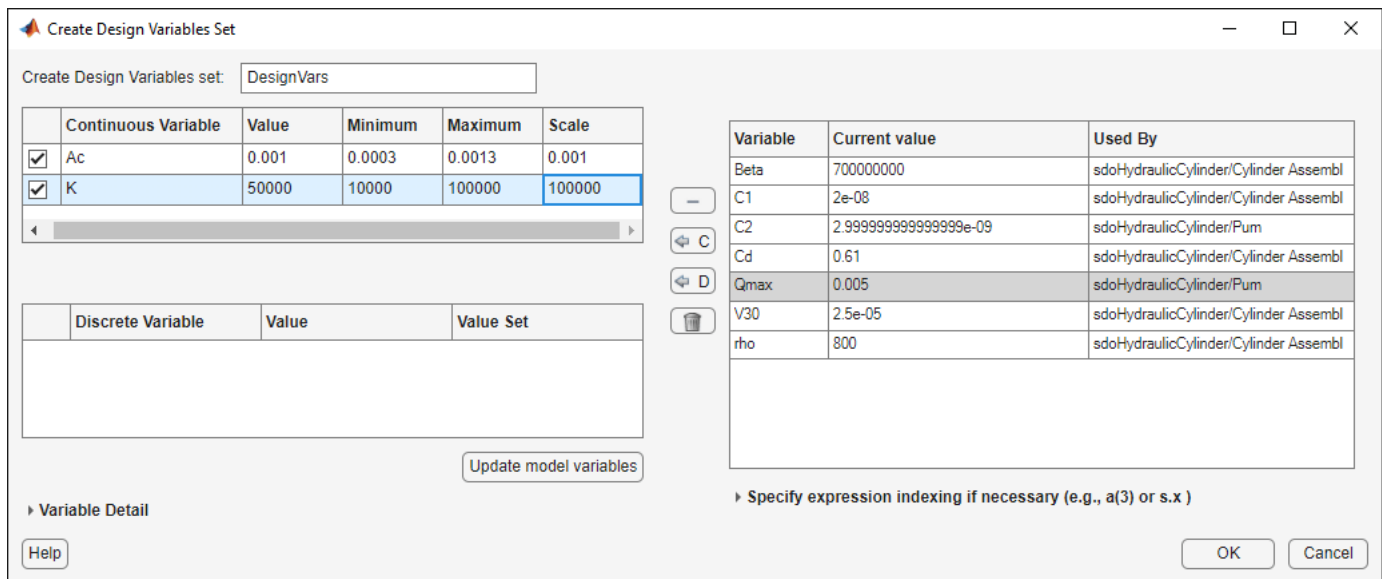 Create Design Variables Set
Create Design Variables set: DesignVars
Continuous Variable Value Minimum Maximum Scale
Ac 0.001 0.0003 0.0013 0.001
K 50000 10000 100000 100000
Discrete Variable Value Value Set
Update model variables
Variable Detail
Help
C
D
Variable Current value Used By
Beta 700000000 sdoHydraulicCylinder/Cylinder Assembl
C1 2e-08 sdoHydraulicCylinder/Cylinder Assembl
C2 2.999999999999999e-09 sdoHydraulicCylinder/Pum
Cd 0.61 sdoHydraulicCylinder/Cylinder Assembl
Qmax 0.005 sdoHydraulicCylinder/Pum
V30 2.5e-05 sdoHydraulicCylinder/Cylinder Assembl
rho 800 sdoHydraulicCylinder/Cylinder Assembl
Specify expression indexing if necessary (e.g., a(3) or s.x )
OK Cancel